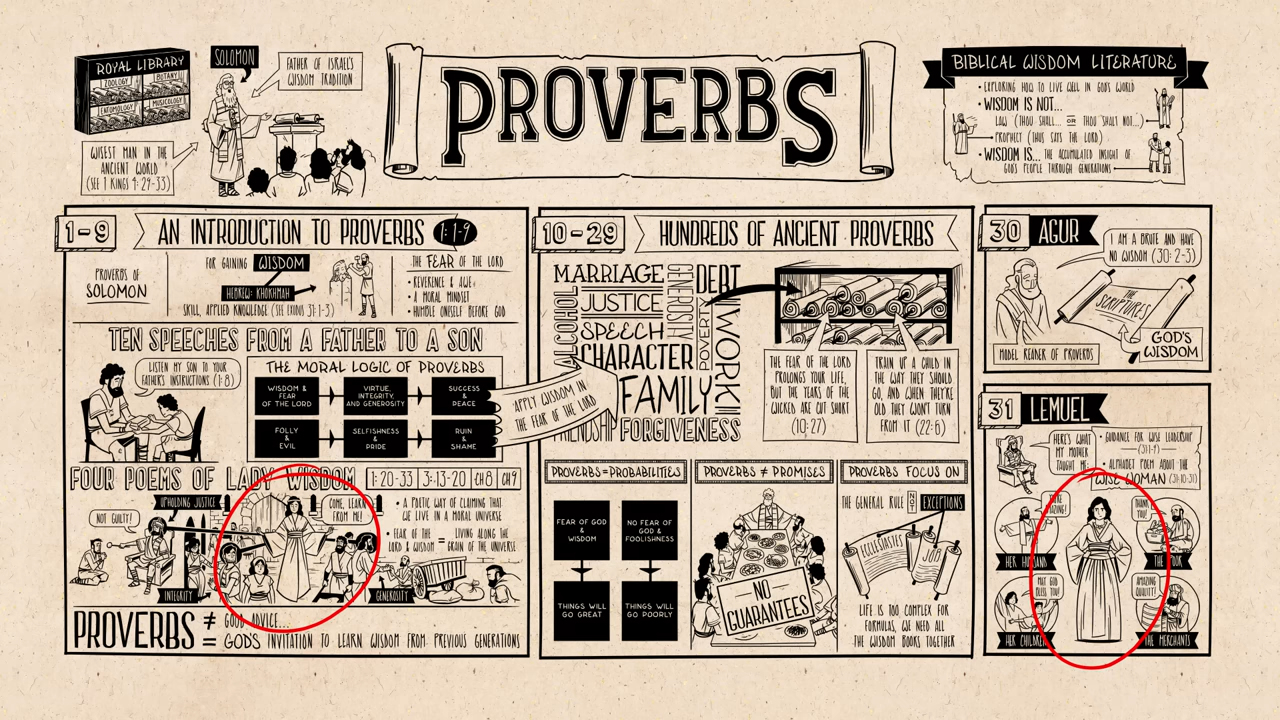 ROYAL LIBRARY
ZOOLOGY
BOTANY
ENTOMOLOGY
MUSICOLOGY
SOLOMON
FATHER OF ISRAEL'S
WISDOM TRADITION
WISEST MAN IN THE
ANCIENT WORLD
(SEE 1 KINGS 4:29-33)
PROVERBS
BIBLICAL WISDOM LITERATURE
• EXPLORING HOW TO LIVE WELL IN GOD'S WORLD
• WISDOM IS NOT...
LAW (THOU SHALL... OR THOU SHALT NOT...)
PROPHECY (THUS SAYS THE LORD)
• WISDOM IS... THE ACCUMULATED INSIGHT OF
GOD'S PEOPLE THROUGH GENERATIONS
1-9
AN INTRODUCTION TO PROVERBS
1:1-9
PROVERBS OF
SOLOMON
FOR GAINING WISDOM
HEBREW: KHOKHMAH
SKILL, APPLIED KNOWLEDGE (SEE EXODUS 31:1-3)
THE FEAR OF THE LORD
• REVERENCE & AWE
• A MORAL MINDSET
• HUMBLE ONESELF BEFORE GOD
TEN SPEECHES FROM A FATHER TO A SON
LISTEN MY SON TO YOUR
FATHER'S INSTRUCTIONS (1:8)
THE MORAL LOGIC OF PROVERBS
WISDOM &
FEAR
OF THE LORD
VIRTUE,
INTEGRITY,
AND GENEROSITY
SUCCESS
&
PEACE
FOLLY
&
EVIL
SELFISHNESS
&
PRIDE
RUIN
&
SHAME
APPLY WISDOM IN
THE FEAR OF THE LORD
FOUR POEMS OF LADY WISDOM
1:20-33
3:13-20
CH 8
CH 9
UPHOLDING JUSTICE
NOT GUILTY!
COME, LEARN
FROM ME!
INTEGRITY
GENEROSITY
• A POETIC WAY OF CLAIMING THAT
WE LIVE IN A MORAL UNIVERSE
• FEAR OF THE LORD & WISDOM = LIVING ALONG THE GRAIN OF THE UNIVERSE
PROVERBS ≠ GOOD ADVICE...
= GOD'S INVITATION TO LEARN WISDOM FROM PREVIOUS GENERATIONS
10-29
HUNDREDS OF ANCIENT PROVERBS
MARRIAGE
JUSTICE
ALCOHOL
SPEECH
CHARACTER
FAMILY
FRIENDSHIP
FORGIVENESS
GENEROSITY
POVERTY
DEBT
WORK
THE FEAR OF THE LORD
PROLONGS YOUR LIFE,
BUT THE YEARS OF THE
WICKED ARE CUT SHORT
(10:27)
TRAIN UP A CHILD IN
THE WAY THEY SHOULD
GO, AND WHEN THEY'RE
OLD THEY WON'T TURN
FROM IT (22:6)
PROVERBS = PROBABILITIES
FEAR OF GOD
&
WISDOM
NO FEAR OF
GOD &
FOOLISHNESS
THINGS WILL
GO GREAT
THINGS WILL
GO POORLY
PROVERBS ≠ PROMISES
NO
GUARANTEES
PROVERBS FOCUS ON
THE GENERAL RULE NOT EXCEPTIONS
ECCLESIASTES
JOB
LIFE IS TOO COMPLEX FOR
FORMULAS, WE NEED ALL
THE WISDOM BOOKS TOGETHER
30
AGUR
I AM A BRUTE AND HAVE
NO WISDOM (30:2-3)
THE
SCRIPTURES
MODEL READER OF PROVERBS
GOD'S
WISDOM
31
LEMUEL
HERE'S WHAT
MY MOTHER
TAUGHT ME:
• GUIDANCE FOR WISE LEADERSHIP
(31:1-9)
• ALPHABET POEM ABOUT THE
WISE WOMAN (31:10-31)
THANK
YOU!
HER HUSBAND
THE POOR
MAY GOD
BLESS YOU!
AMAZING
QUALITY!
HER CHILDREN
THE MERCHANTS